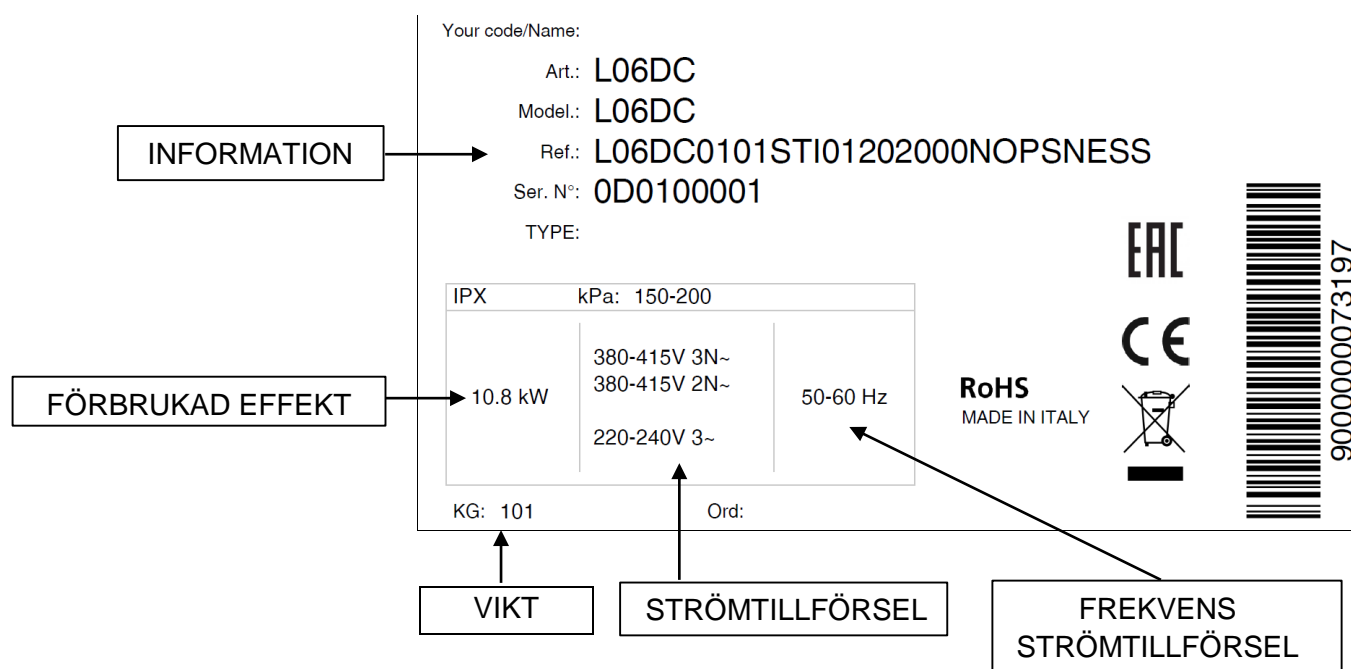 Your code/Name:
Art.: L06DC
Model.: L06DC
INFORMATION
Ref.: L06DC0101STI01202000NOPSNESS
Ser. N°: 0D0100001
TYPE:
EAC
IPX kPa: 150-200
CE
380-415V 3N~
380-415V 2N~
FÖRBRUKAD EFFEKT
10.8 kW
50-60 Hz
220-240V 3~
RoHS
MADE IN ITALY
900000073197
KG: 101 Ord:
VIKT
STRÖMTILLFÖRSEL
FREKVENS
STRÖMTILLFÖRSEL